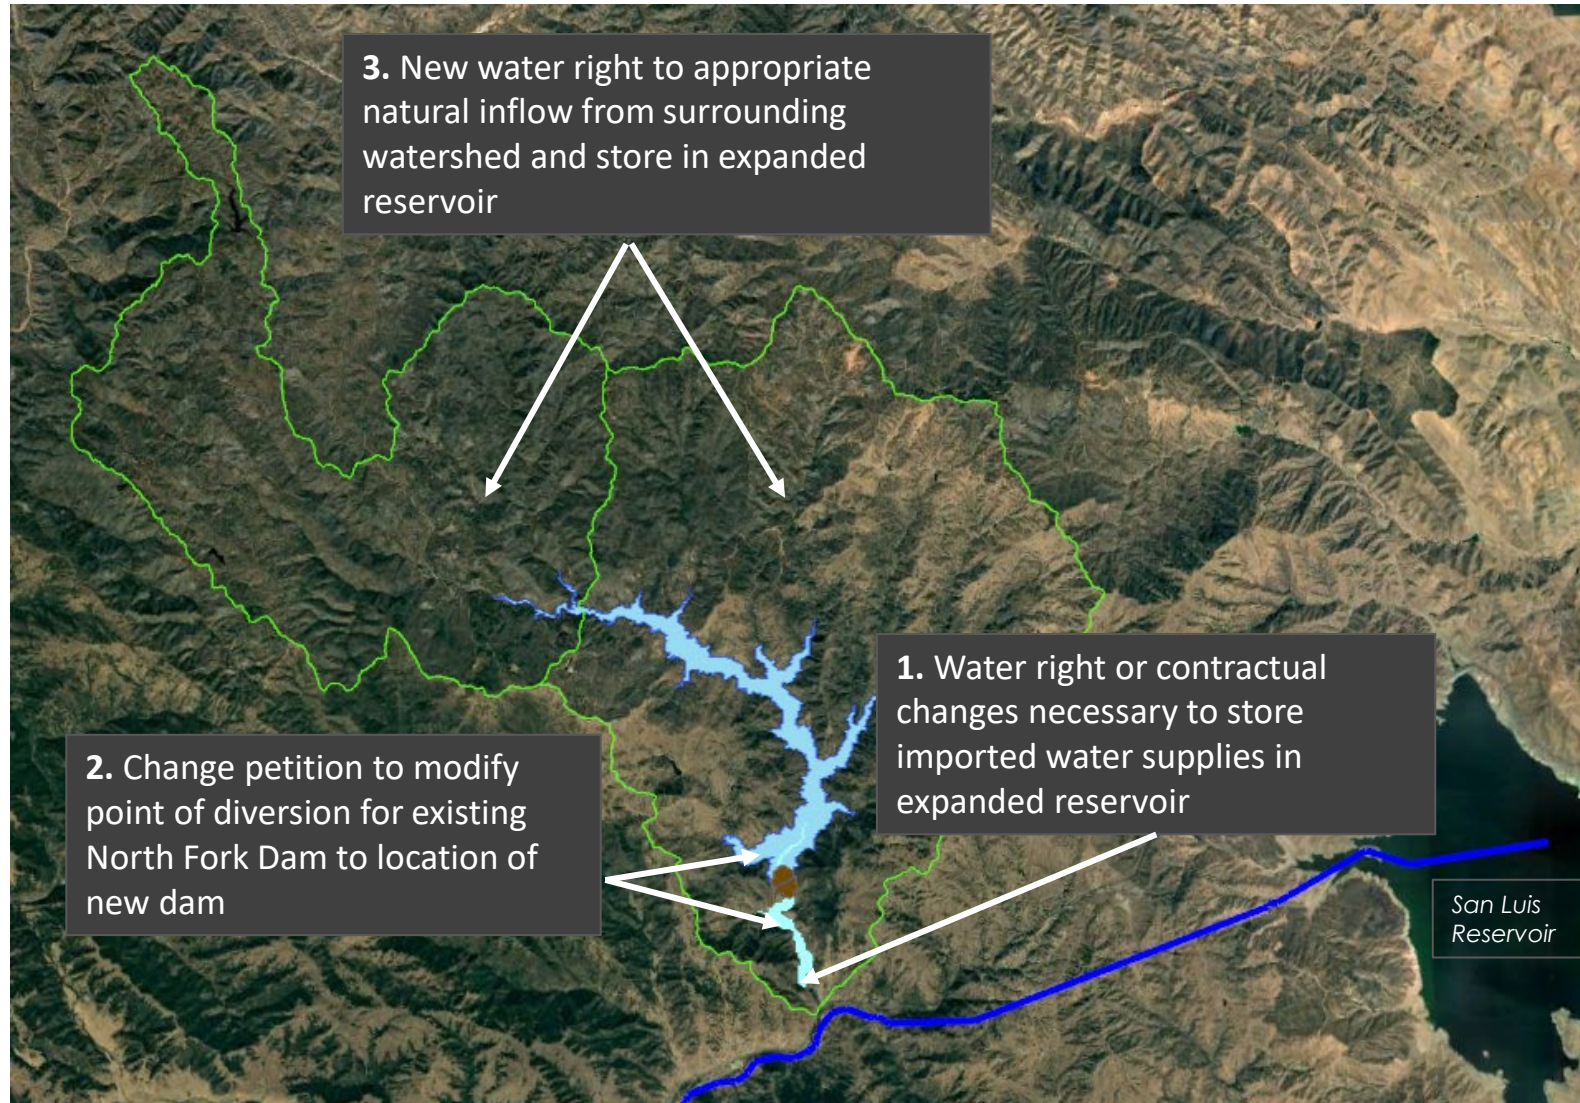 3. New water right to appropriate
natural inflow from surrounding
watershed and store in expanded
reservoir
1. Water right or contractual
changes necessary to store
imported water supplies in
expanded reservoir
2. Change petition to modify
point of diversion for existing
North Fork Dam to location of
new dam
San Luis
Reservoir